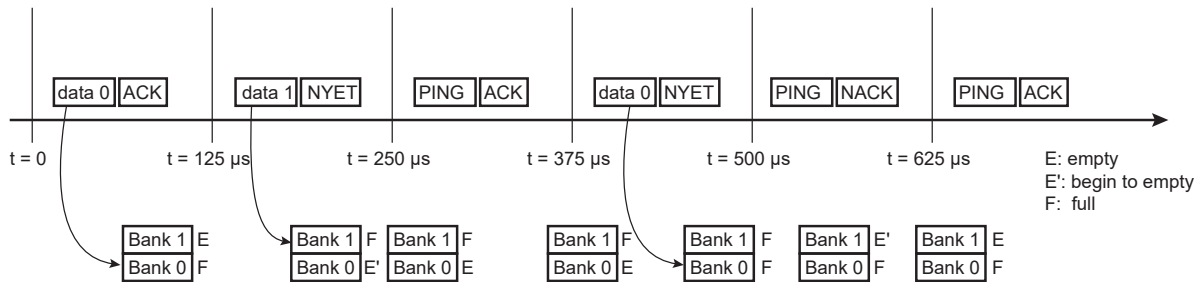 data 0 ACK data 1 NYET PING ACK data 0 NYET PING NACK PING ACK
t = 0 t = 125 μs t = 250 μs t = 375 μs t = 500 μs t = 625 μs
E: empty
E': begin to empty
F: full
Bank 1 E Bank 1 F Bank 1 F Bank 1 F Bank 1 F Bank 1 E' Bank 1 E
Bank 0 F Bank 0 E' Bank 0 E Bank 0 E Bank 0 F Bank 0 F Bank 0 F